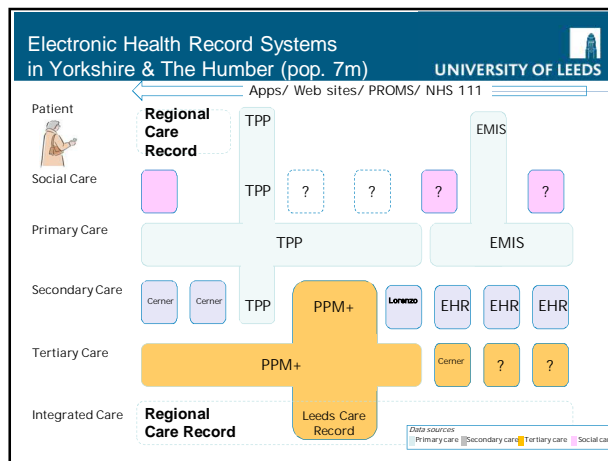 Electronic Health Record Systems
in Yorkshire & The Humber (pop. 7m)
UNIVERSITY OF LEEDS
Apps/ Web sites/ PROMS/ NHS 111
Patient
Regional
Care
Record
TPP
EMIS
Social Care
TPP
?
?
?
?
Primary Care
TPP
EMIS
Secondary Care
Cerner
Cerner
TPP
PPM+
Lorenzo
EHR
EHR
EHR
Tertiary Care
PPM+
Cerner
?
?
Integrated Care
Regional
Care Record
Leeds Care
Record
Data sources
Primary care
Secondary care
Tertiary care
Social car